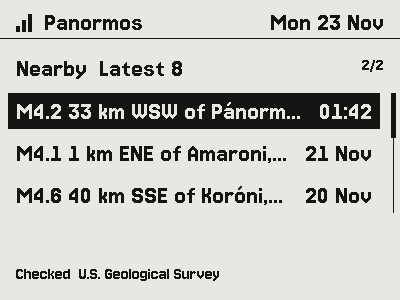 Panormos Mon 23 Nov
Nearby Latest 8 2/2
M4.2 33 km WSW of Pánorm... 01:42
M4.1 1 km ENE of Amaroni,... 21 Nov
M4.6 40 km SSE of Koróni,... 20 Nov
Checked U.S. Geological Survey